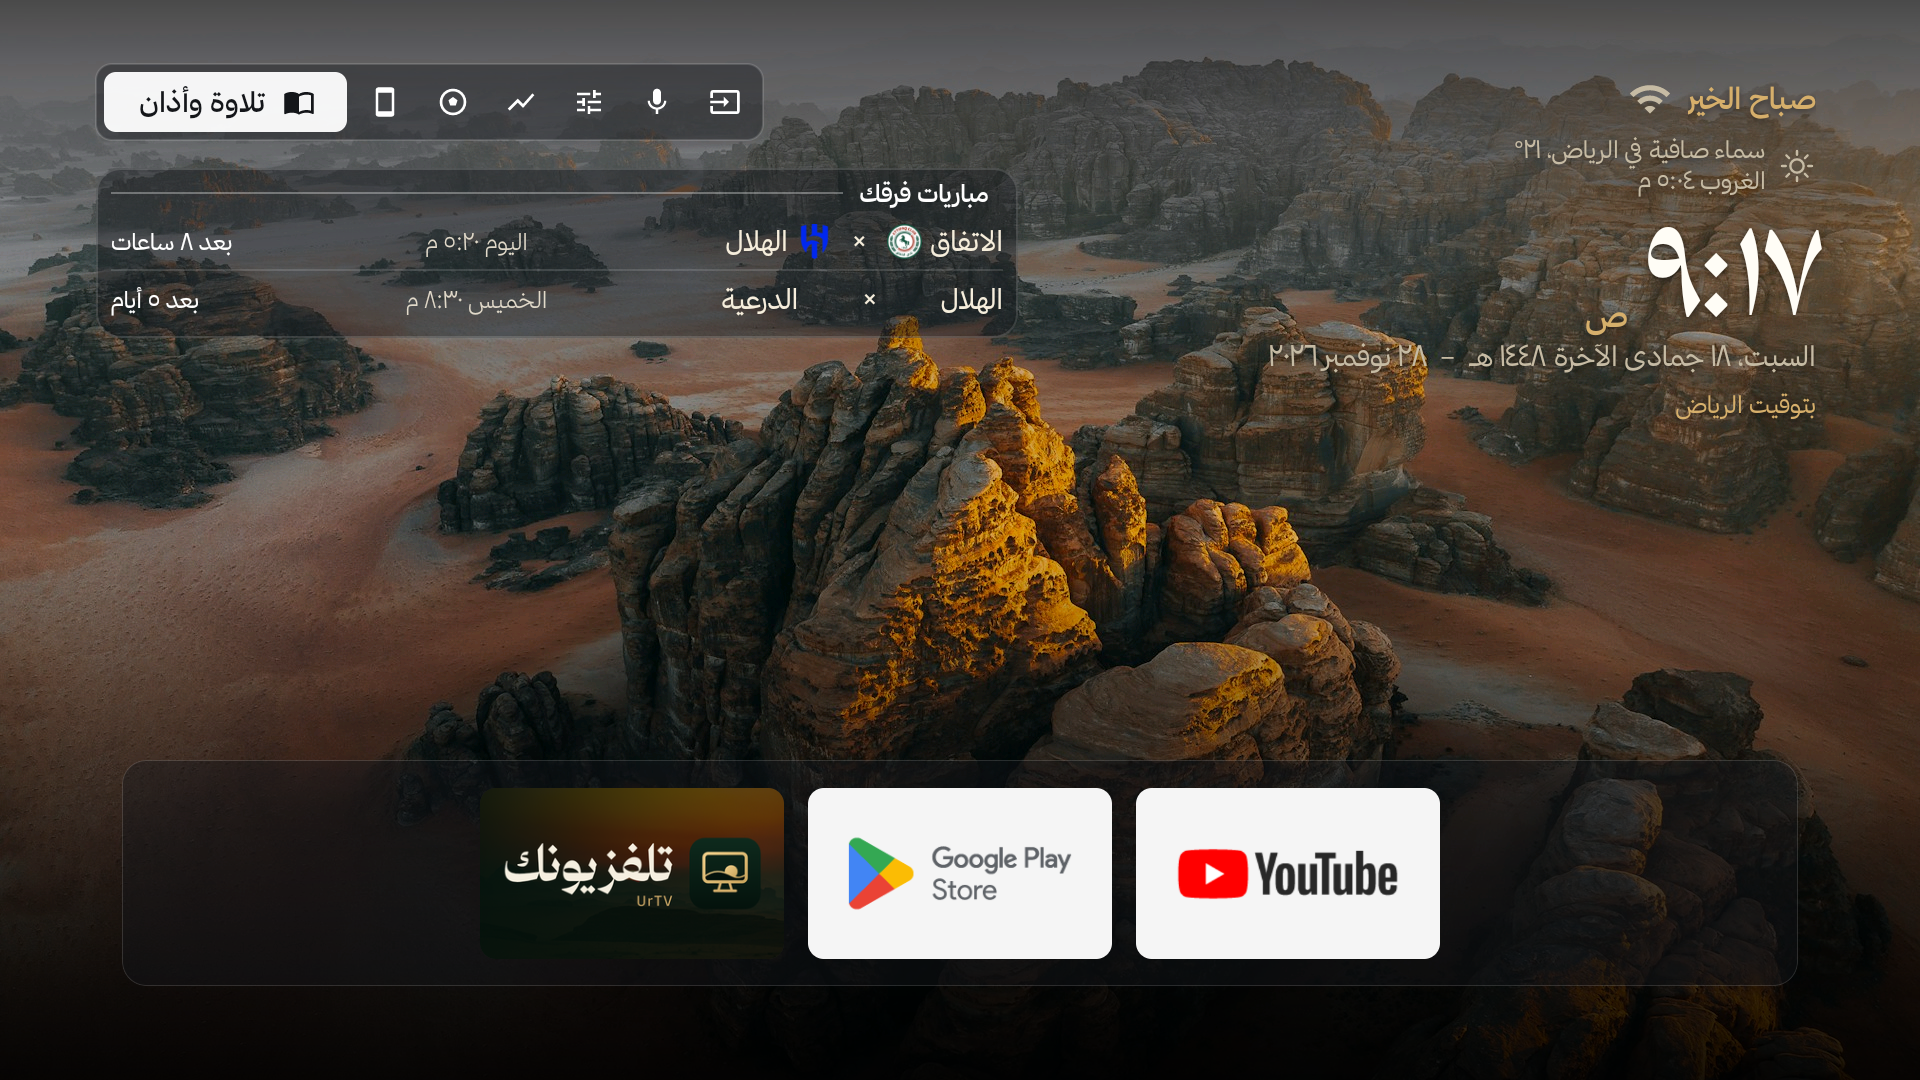 صباح الخير
سماء صافية في الرياض، ٢١°
الغروب ٥:٠٤ م
٩:١٧ ص
السبت، ١٨ جمادى الآخرة ١٤٤٨ هـ – ٢٨ نوفمبر ٢٠٢٦
بتوقيت الرياض
تلاوة وأذان
مباريات فرقك
الاتفاق × الهلال اليوم ٥:٢٠ م بعد ٨ ساعات
الهلال × الدرعية الخميس ٨:٣٠ م بعد ٥ أيام
YouTube
Google Play
Store
تلفزيونك
UrTV